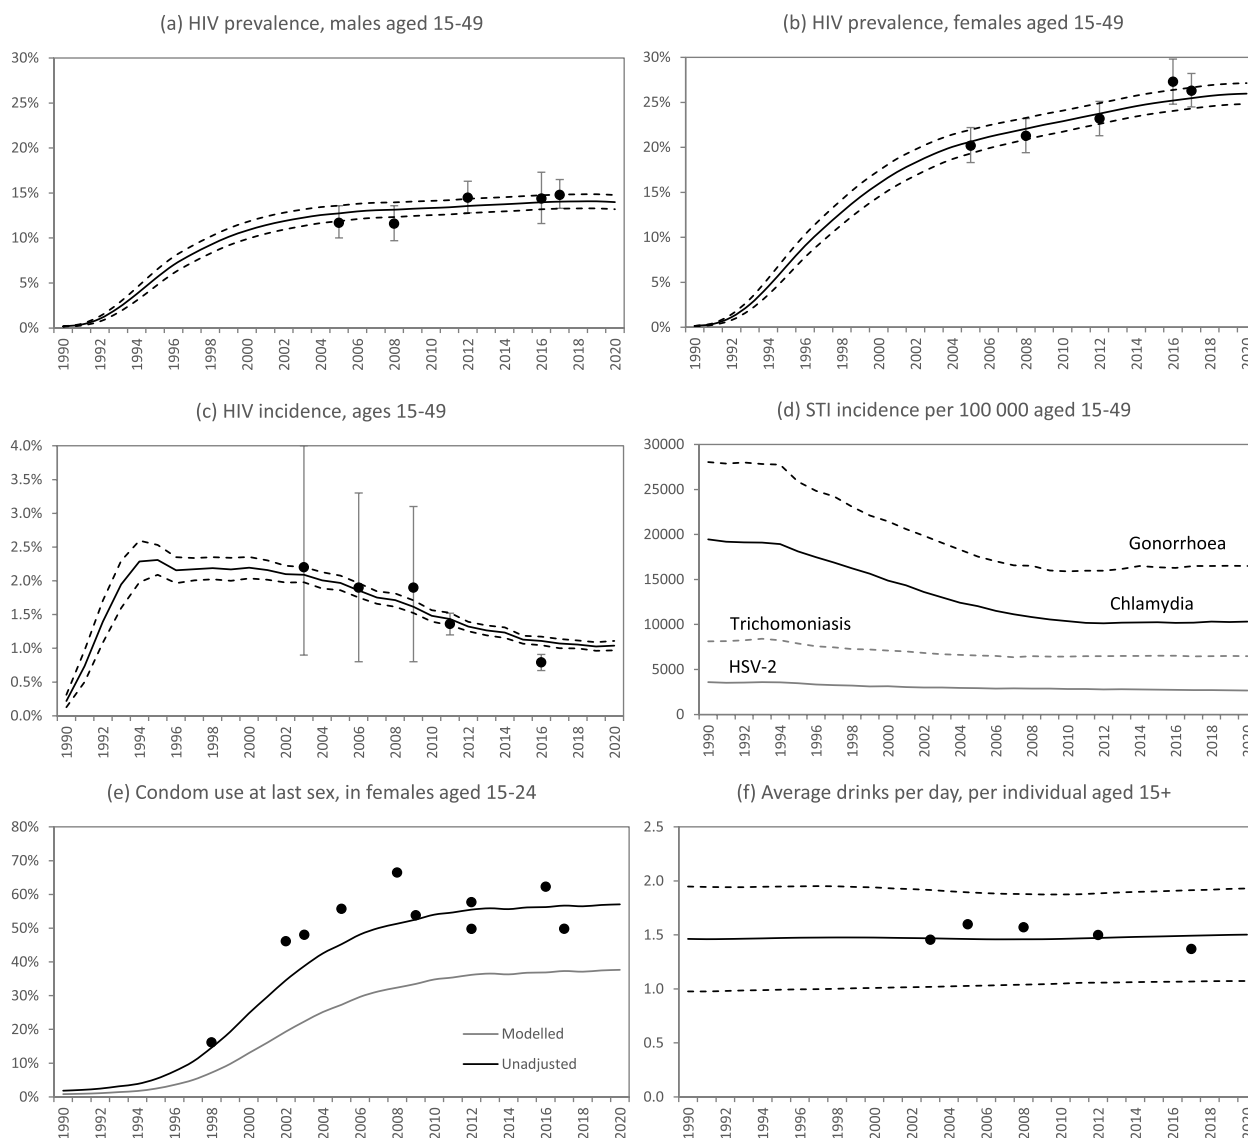 (a) HIV prevalence, males aged 15-49
30%
25%
20%
15%
10%
5%
0%
1990 1992 1994 1996 1998 2000 2002 2004 2006 2008 2010 2012 2014 2016 2018 2020
(b) HIV prevalence, females aged 15-49
30%
25%
20%
15%
10%
5%
0%
1990 1992 1994 1996 1998 2000 2002 2004 2006 2008 2010 2012 2014 2016 2018 2020
(c) HIV incidence, ages 15-49
4.0%
3.5%
3.0%
2.5%
2.0%
1.5%
1.0%
0.5%
0.0%
1990 1992 1994 1996 1998 2000 2002 2004 2006 2008 2010 2012 2014 2016 2018 2020
(d) STI incidence per 100 000 aged 15-49
30000
25000
20000
15000
10000
5000
0
Gonorrhoea
Chlamydia
Trichomoniasis
HSV-2
1990 1992 1994 1996 1998 2000 2002 2004 2006 2008 2010 2012 2014 2016 2018 2020
(e) Condom use at last sex, in females aged 15-24
80%
70%
60%
50%
40%
30%
20%
10%
0%
Modelled
Unadjusted
1990 1992 1994 1996 1998 2000 2002 2004 2006 2008 2010 2012 2014 2016 2018 2020
(f) Average drinks per day, per individual aged 15+
2.5
2.0
1.5
1.0
0.5
0.0
1990 1992 1994 1996 1998 2000 2002 2004 2006 2008 2010 2012 2014 2016 2018 2020